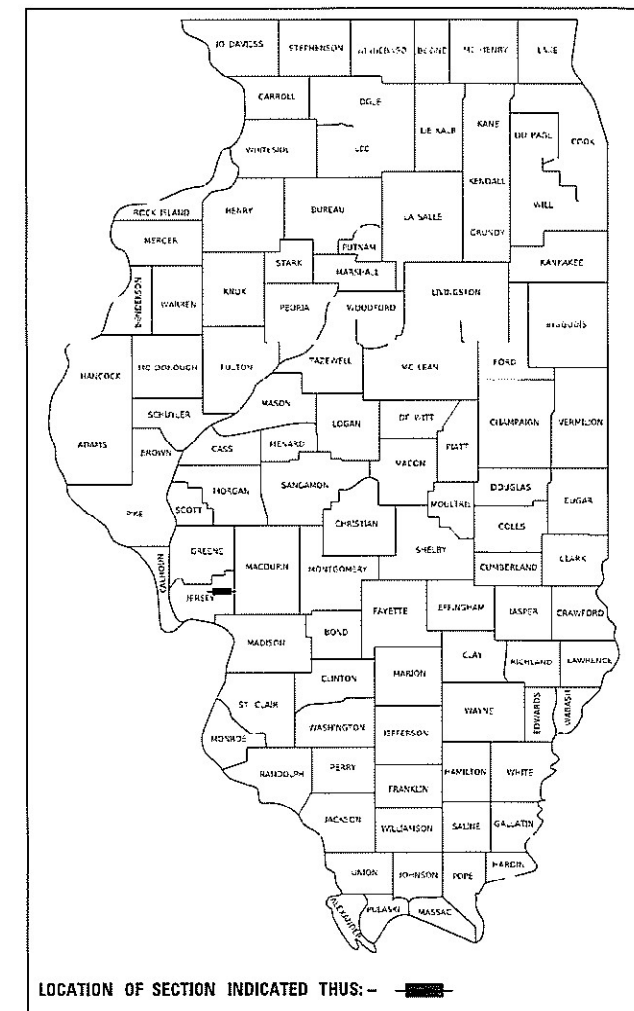 JO DAVIESS STEPHENSON WINNEBAGO BOONE MC HENRY LAKE
CARROLL OGLE DE KALB KANE DU PAGE COOK
WHITESIDE LEE
KENDALL WILL
ROCK ISLAND HENRY BUREAU LA SALLE GRUNDY
MERCER PUTNAM KANKAKEE
STARK MARSHALL
HENDERSON WARREN KNOX PEORIA WOODFORD LIVINGSTON IROQUOIS
HANCOCK MC DONOUGH FULTON TAZEWELL MC LEAN FORD
SCHUYLER MASON LOGAN DE WITT CHAMPAIGN VERMILION
ADAMS BROWN CASS MENARD MACON PIATT
PIKE SCOTT MORGAN SANGAMON CHRISTIAN MOULTRIE DOUGLAS EDGAR
COLES
CALHOUN GREENE MACOUPIN MONTGOMERY SHELBY CUMBERLAND CLARK
JERSEY FAYETTE EFFINGHAM JASPER CRAWFORD
MADISON BOND
CLAY RICHLAND LAWRENCE
CLINTON MARION
ST. CLAIR WAYNE EDWARDS WABASH
MONROE WASHINGTON JEFFERSON
RANDOLPH PERRY HAMILTON WHITE
FRANKLIN
JACKSON WILLIAMSON SALINE GALLATIN
UNION JOHNSON POPE HARDIN
ALEXANDER PULASKI MASSAC
LOCATION OF SECTION INDICATED THUS: -